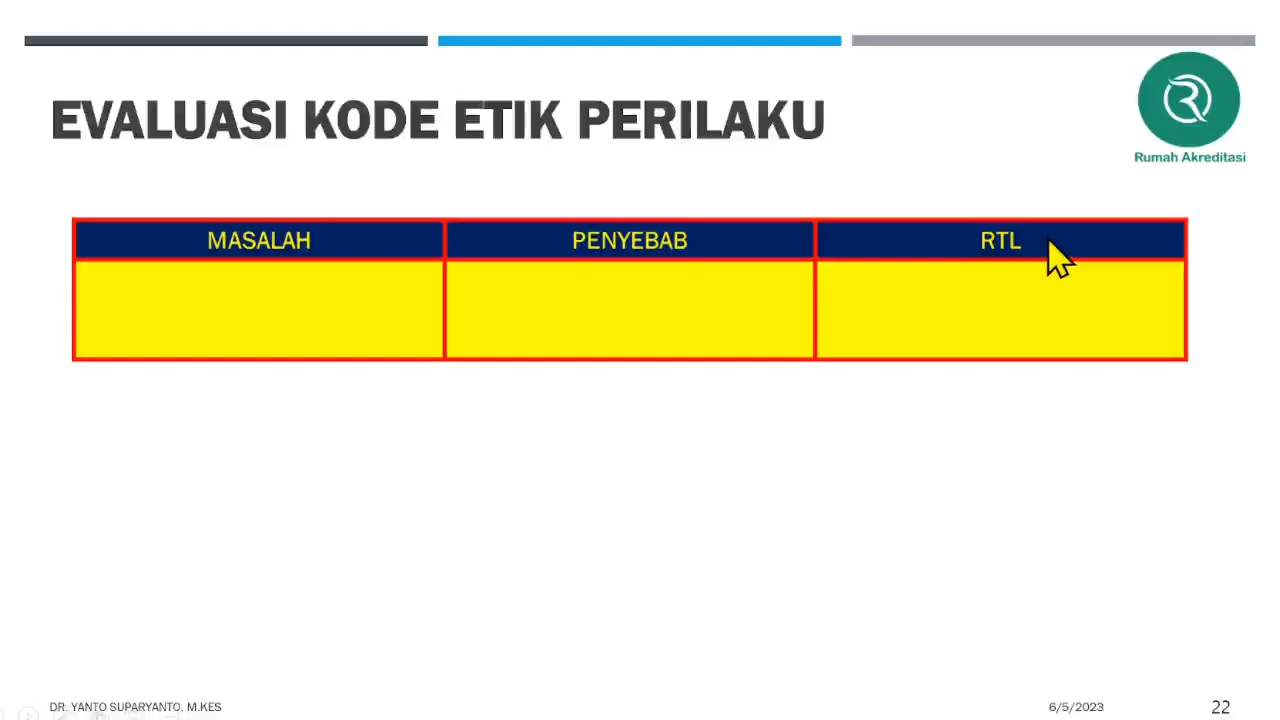 Rumah Akreditasi
EVALUASI KODE ETIK PERILAKU
MASALAH PENYEBAB RTL
DR. YANTO SUPARYANTO, M.KES 6/5/2023 22